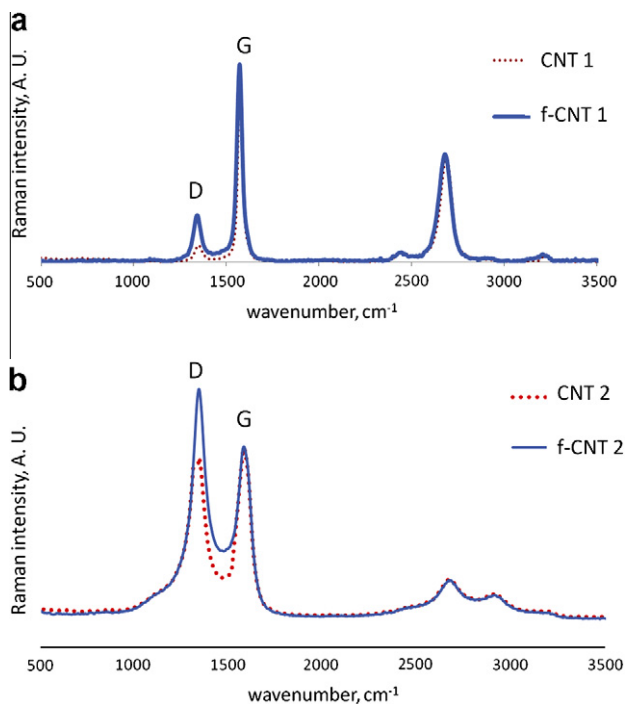 a
G
CNT 1
f-CNT 1
D
Raman intensity, A. U.
500 1000 1500 2000 2500 3000 3500
wavenumber, cm-1
b
D
CNT 2
G
f-CNT 2
Raman intensity, A. U.
500 1000 1500 2000 2500 3000 3500
wavenumber, cm-1